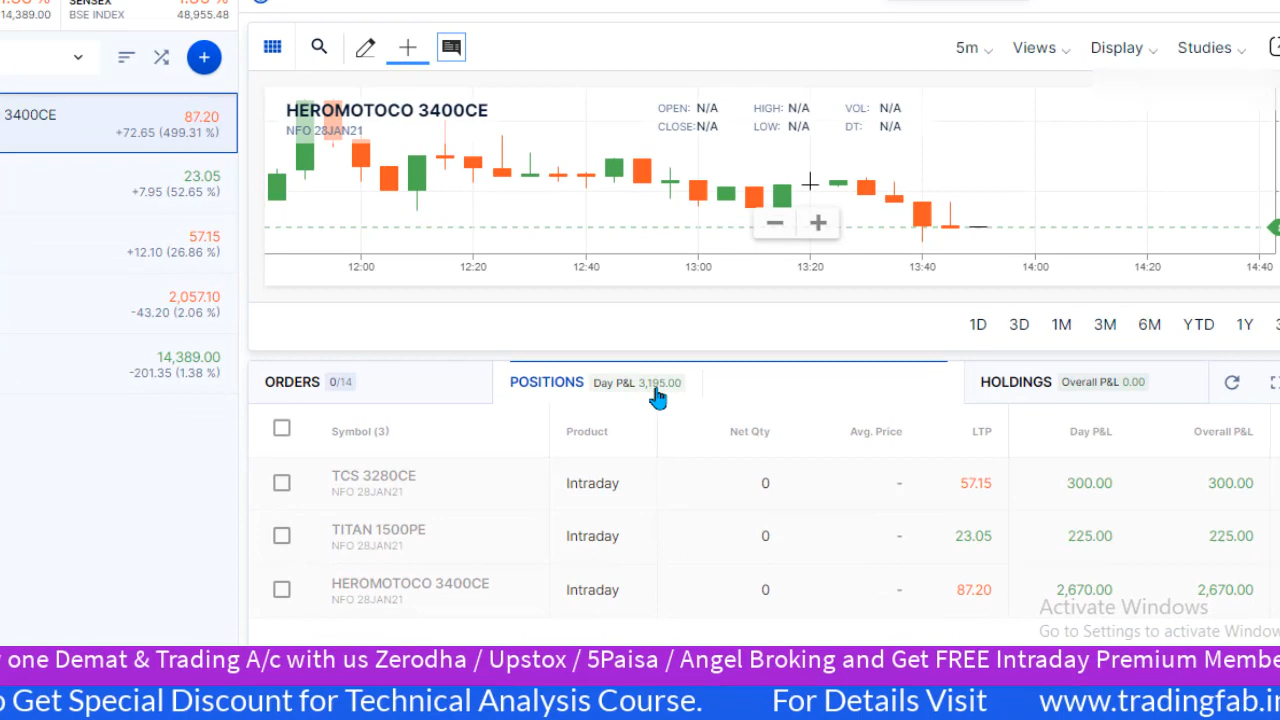 14,389.00
SENSEX
BSE INDEX
48,955.48
5m
Views
Display
Studies
3400CE
87.20
+72.65 (499.31 %)
23.05
+7.95 (52.65 %)
57.15
+12.10 (26.86 %)
2,057.10
-43.20 (2.06 %)
14,389.00
-201.35 (1.38 %)
HEROMOTOCO 3400CE
NFO 28JAN21
OPEN: N/A HIGH: N/A VOL: N/A
CLOSE:N/A LOW: N/A DT: N/A
12:00 12:20 12:40 13:00 13:20 13:40 14:00 14:20 14:40
1D 3D 1M 3M 6M YTD 1Y
ORDERS 0/14
POSITIONS Day P&L 3,195.00
HOLDINGS Overall P&L 0.00
Symbol (3) Product Net Qty Avg. Price LTP Day P&L Overall P&L
TCS 3280CE
NFO 28JAN21
Intraday 0 - 57.15 300.00 300.00
TITAN 1500PE
NFO 28JAN21
Intraday 0 - 23.05 225.00 225.00
HEROMOTOCO 3400CE
NFO 28JAN21
Intraday 0 - 87.20 2,670.00 2,670.00
Activate Windows
Go to Settings to activate Window
one Demat & Trading A/c with us Zerodha / Upstox / 5Paisa / Angel Broking and Get FREE Intraday Premium Membe
o Get Special Discount for Technical Analysis Course. For Details Visit www.tradingfab.in